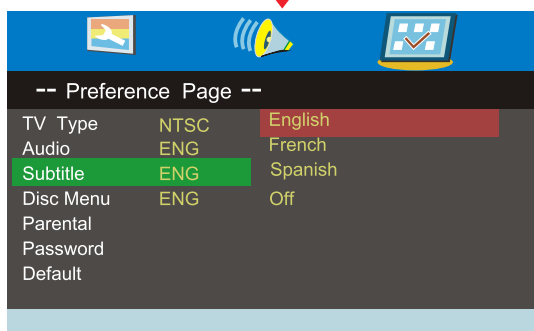 -- Preference Page --
TV Type NTSC English
Audio ENG French
Subtitle ENG Spanish
Disc Menu ENG Off
Parental
Password
Default